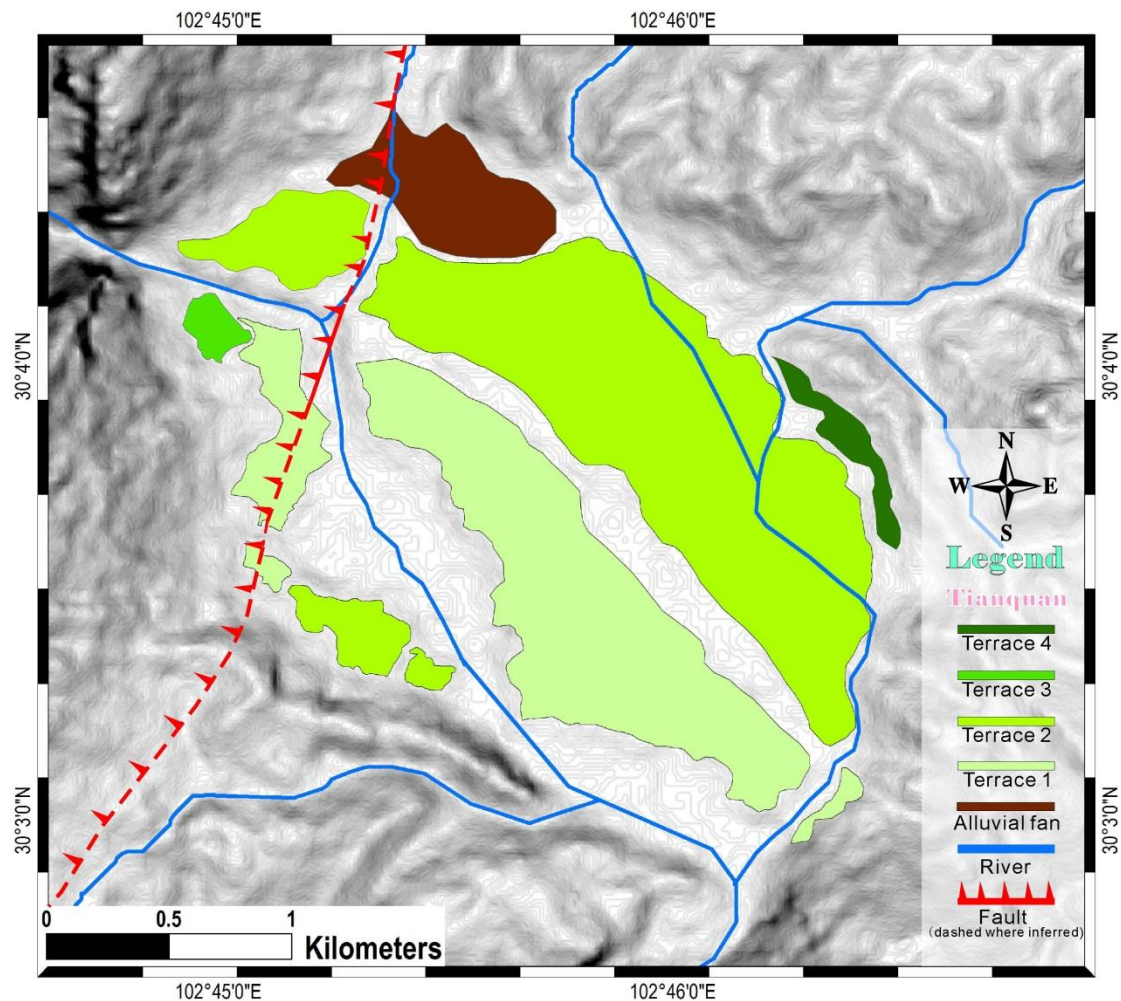 102°45'0"E 102°46'0"E
30°4'0"N 30°4'0"N
N
W E
S
Legend
Tianquan
Terrace 4
Terrace 3
Terrace 2
Terrace 1
Alluvial fan
River
Fault
(dashed where inferred)
30°3'0"N 30°3'0"N
0 0.5 1
Kilometers
102°45'0"E 102°46'0"E